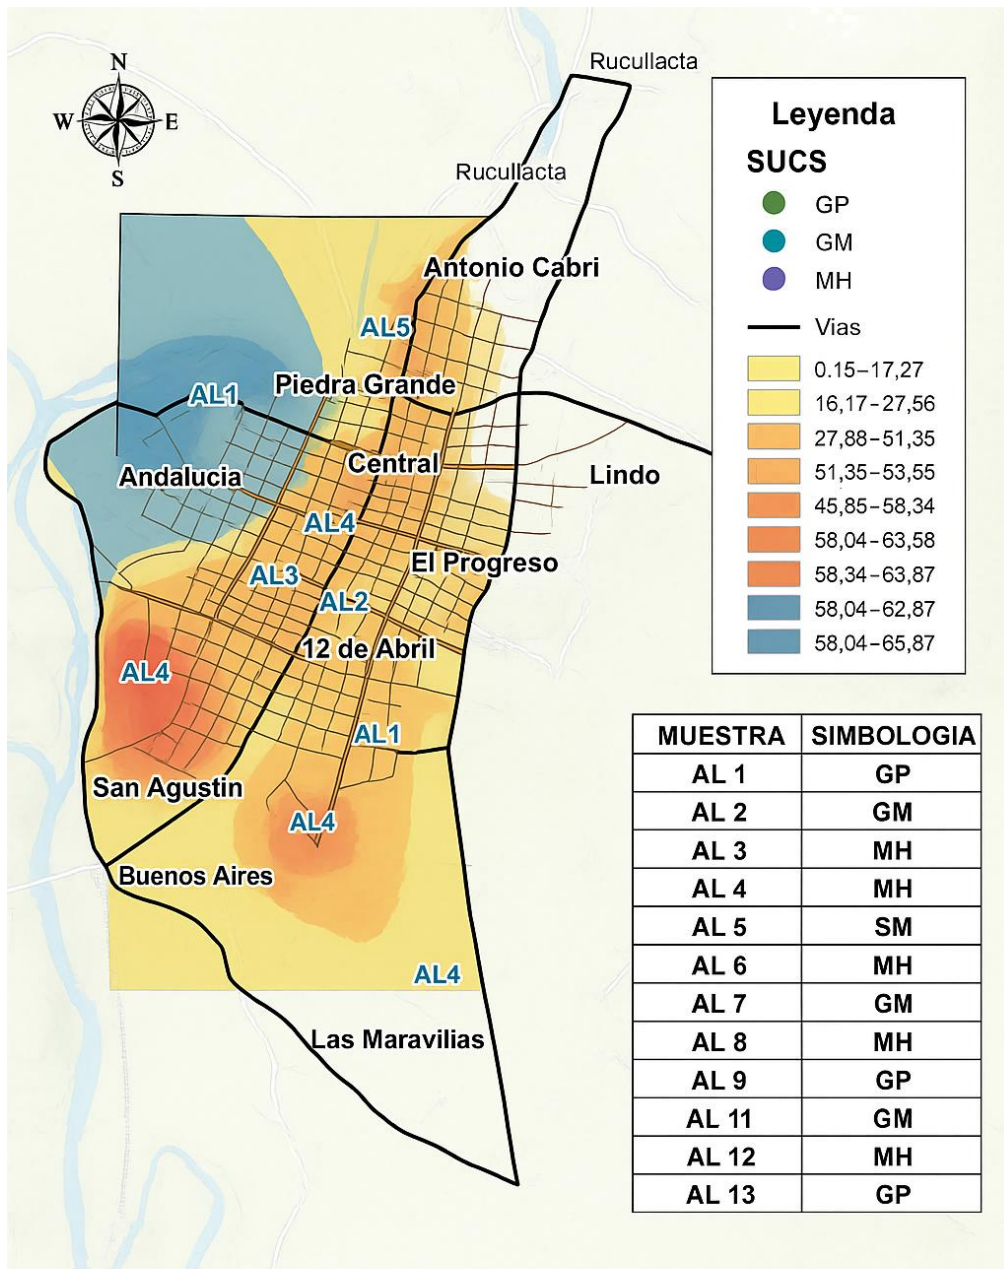 N
W E
S
Rucullacta
Rucullacta
Antonio Cabri
AL5
Piedra Grande
AL1
Central
Andalucia
Lindo
AL4
El Progreso
AL3
AL2
12 de Abril
AL4
AL1
San Agustin
AL4
Buenos Aires
AL4
Las Maravilias
Leyenda
SUCS
GP
GM
MH
Vias
0.15–17,27
16,17–27,56
27,88–51,35
51,35–53,55
45,85–58,34
58,04–63,58
58,34–63,87
58,04–62,87
58,04–65,87
MUESTRA SIMBOLOGIA
AL 1 GP
AL 2 GM
AL 3 MH
AL 4 MH
AL 5 SM
AL 6 MH
AL 7 GM
AL 8 MH
AL 9 GP
AL 11 GM
AL 12 MH
AL 13 GP